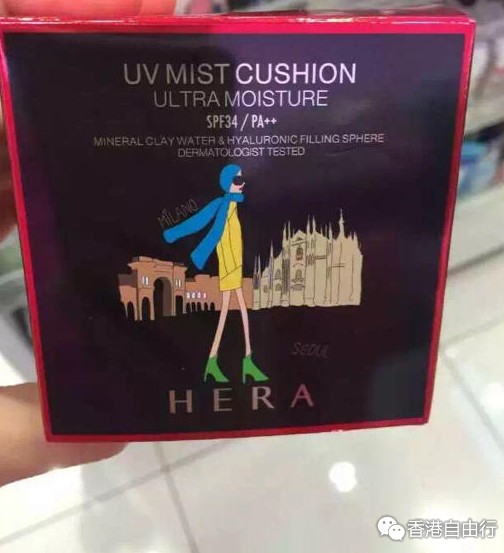 UV MIST CUSHION
ULTRA MOISTURE
SPF34 / PA++
MINERAL CLAY WATER & HYALURONIC FILLING SPHERE
DERMATOLOGIST TESTED
MILANO
SEOUL
HERA
香港自由行